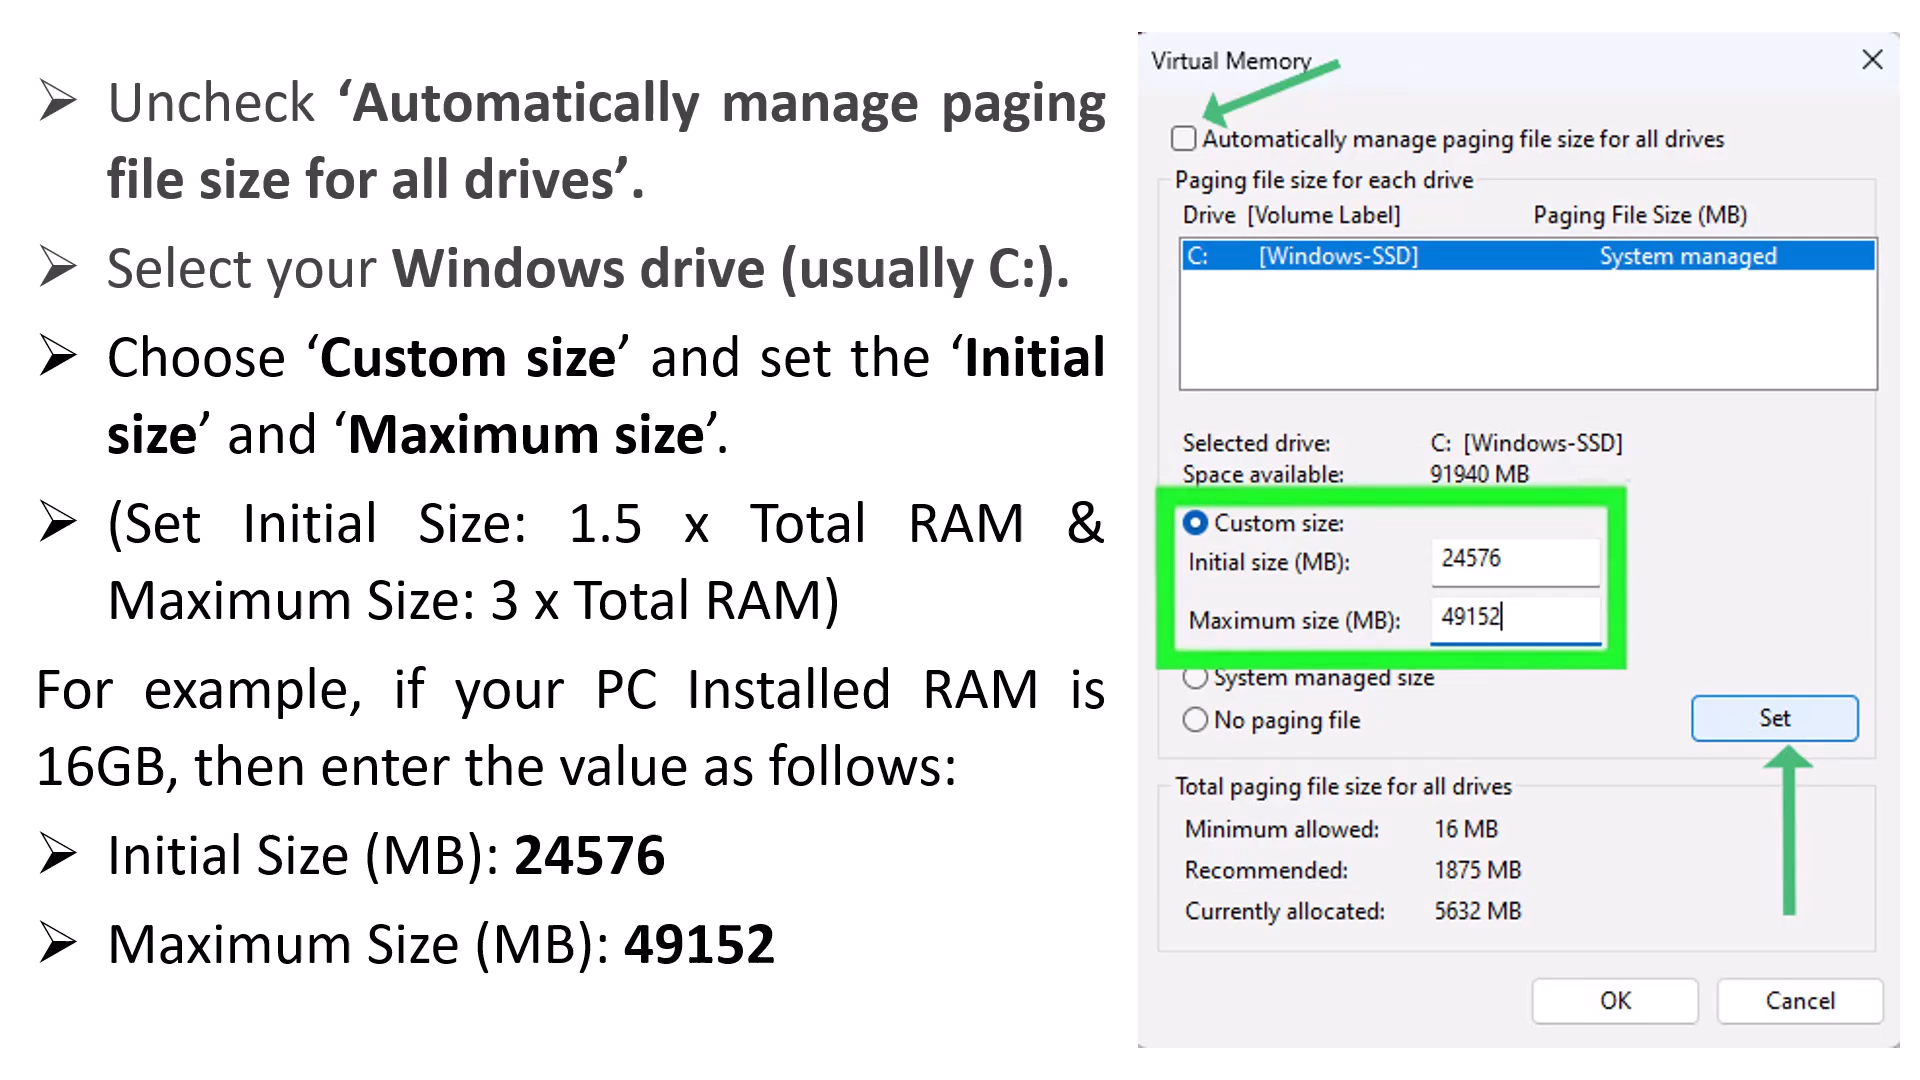 ➢ Uncheck ‘Automatically manage paging
file size for all drives’.
➢ Select your Windows drive (usually C:).
➢ Choose ‘Custom size’ and set the ‘Initial
size’ and ‘Maximum size’.
➢ (Set Initial Size: 1.5 x Total RAM &
Maximum Size: 3 x Total RAM)
For example, if your PC Installed RAM is
16GB, then enter the value as follows:
➢ Initial Size (MB): 24576
➢ Maximum Size (MB): 49152
Virtual Memory
Automatically manage paging file size for all drives
Paging file size for each drive
Drive [Volume Label] Paging File Size (MB)
C: [Windows-SSD] System managed
Selected drive: C: [Windows-SSD]
Space available: 91940 MB
Custom size:
Initial size (MB): 24576
Maximum size (MB): 49152
System managed size
No paging file Set
Total paging file size for all drives
Minimum allowed: 16 MB
Recommended: 1875 MB
Currently allocated: 5632 MB
OK Cancel